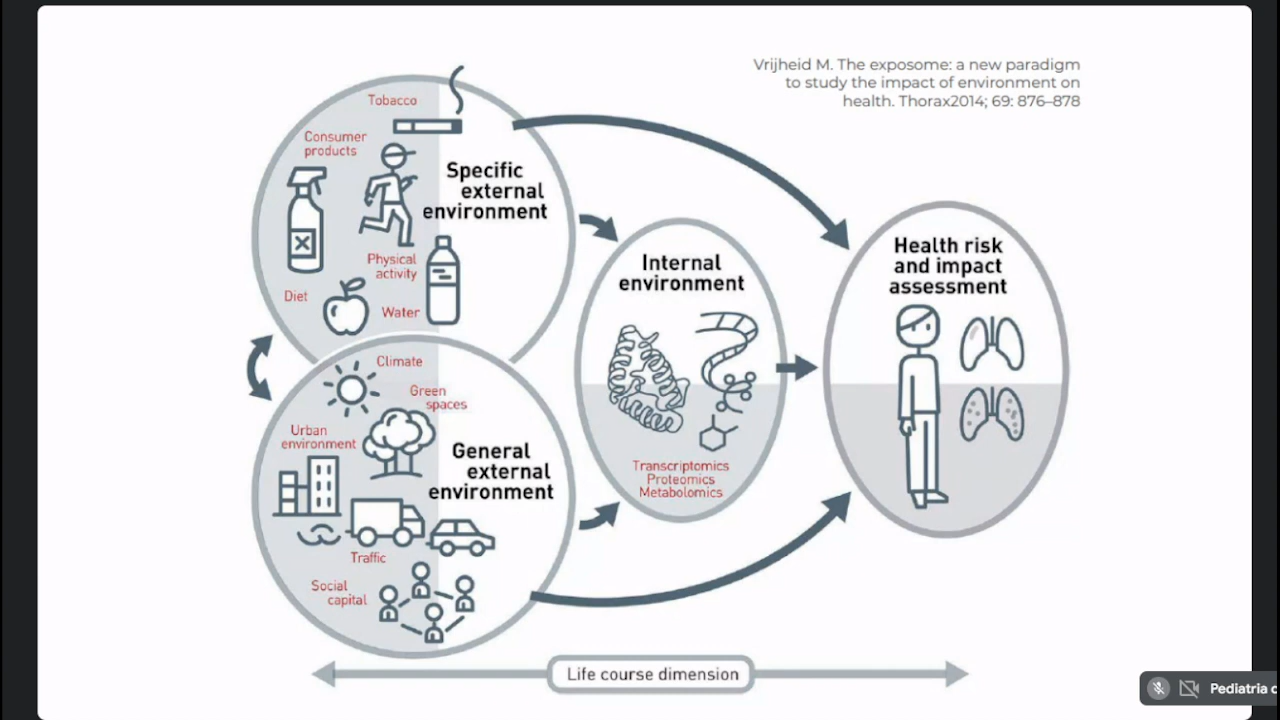 Vrijheid M. The exposome: a new paradigm
to study the impact of environment on
health. Thorax2014; 69: 876–878
Tobacco
Consumer
products
Specific
external
environment
Physical
activity
Diet
Water
Climate
Green
spaces
Urban
environment
General
external
environment
Traffic
Social
capital
Internal
environment
Transcriptomics
Proteomics
Metabolomics
Health risk
and impact
assessment
Life course dimension
Pediatria